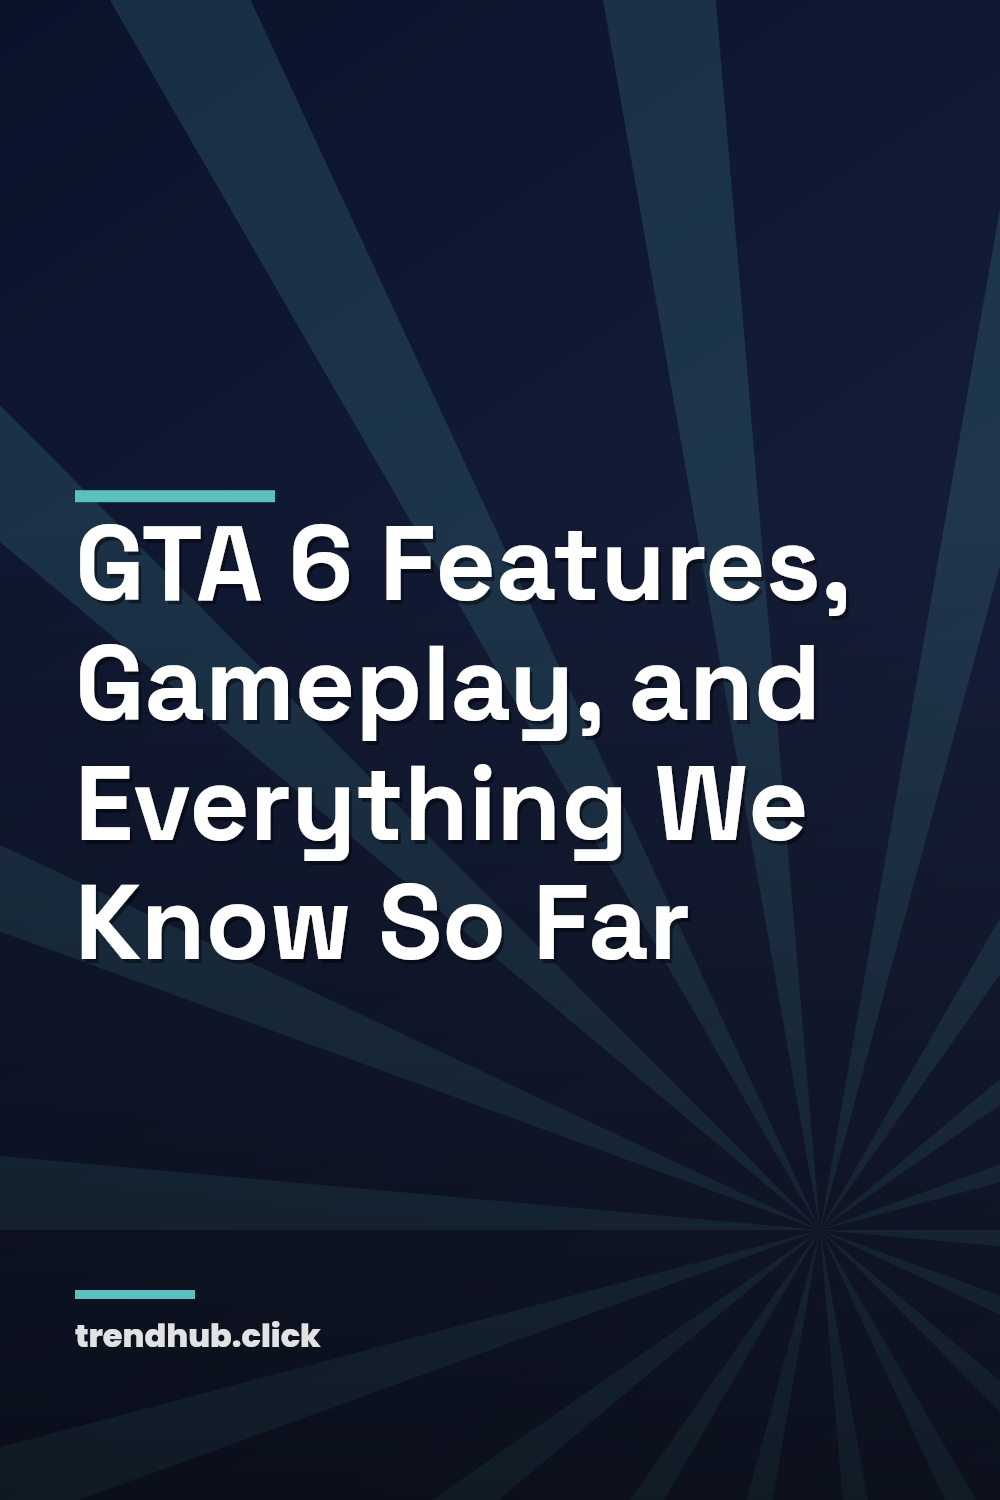 GTA 6 Features,
Gameplay, and
Everything We
Know So Far
trendhub.click